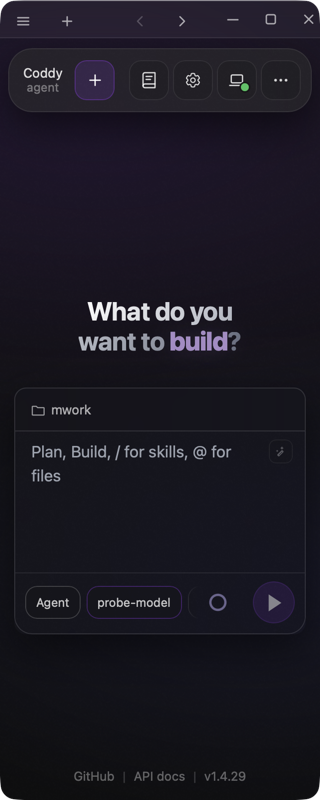 Coddy
agent
What do you
want to build?
mwork
Plan, Build, / for skills, @ for
files
Agent
probe-model
GitHub | API docs | v1.4.29